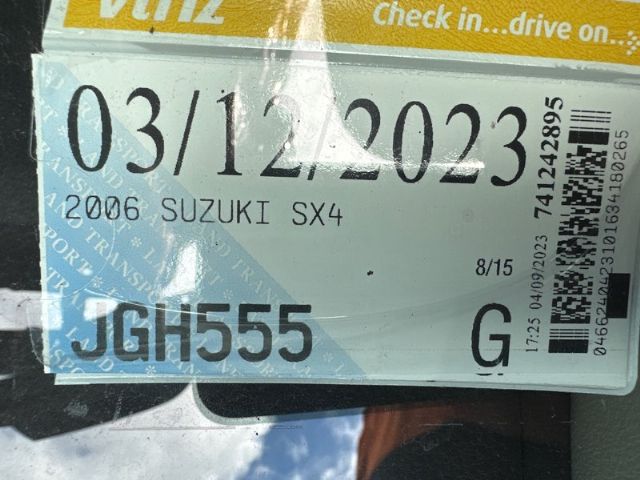 vtnz
Check in...drive on..
03/12/2023
2006 SUZUKI SX4
8/15
JGH555
G
17:25 04/09/2023
741242895
0466240423101634180265